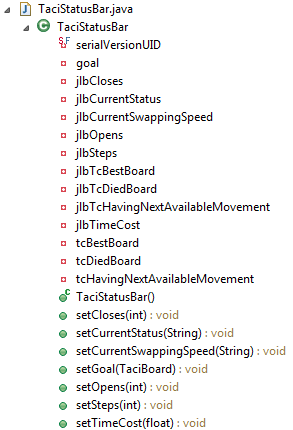 TaciStatusBar.java
TaciStatusBar
serialVersionUID
goal
jlbCloses
jlbCurrentStatus
jlbCurrentSwappingSpeed
jlbOpens
jlbSteps
jlbTcBestBoard
jlbTcDiedBoard
jlbTcHavingNextAvailableMovement
jlbTimeCost
tcBestBoard
tcDiedBoard
tcHavingNextAvailableMovement
TaciStatusBar()
setCloses(int) : void
setCurrentStatus(String) : void
setCurrentSwappingSpeed(String) : void
setGoal(TaciBoard) : void
setOpens(int) : void
setSteps(int) : void
setTimeCost(float) : void